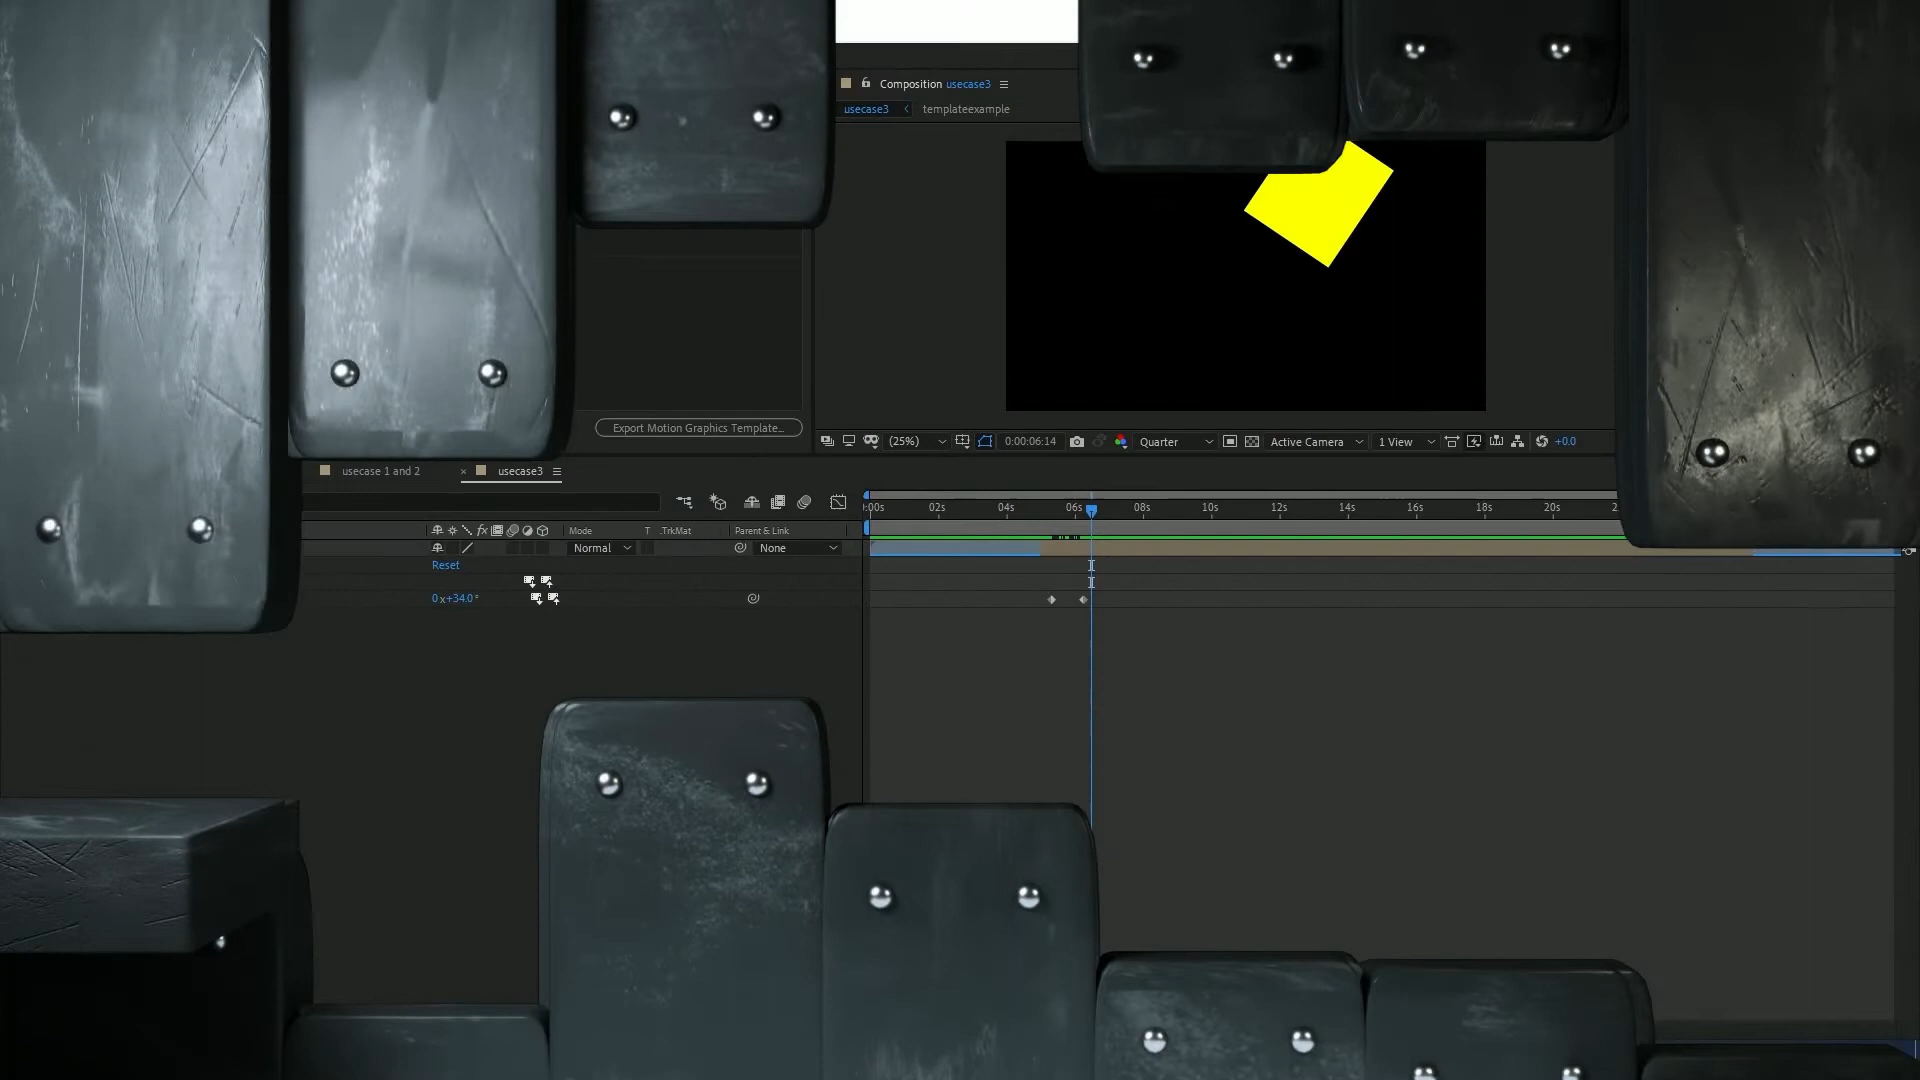 Composition usecase3
usecase3
templateexample
Export Motion Graphics Template...
(25%)
0:00:06:14
Quarter
Active Camera
1 View
+0.0
usecase 1 and 2
usecase3
:00s 02s 04s 06s 08s 10s 12s 14s 16s 18s 20s
fx
Mode
T .TrkMat
Parent & Link
Normal
None
Reset
0x+34.0°